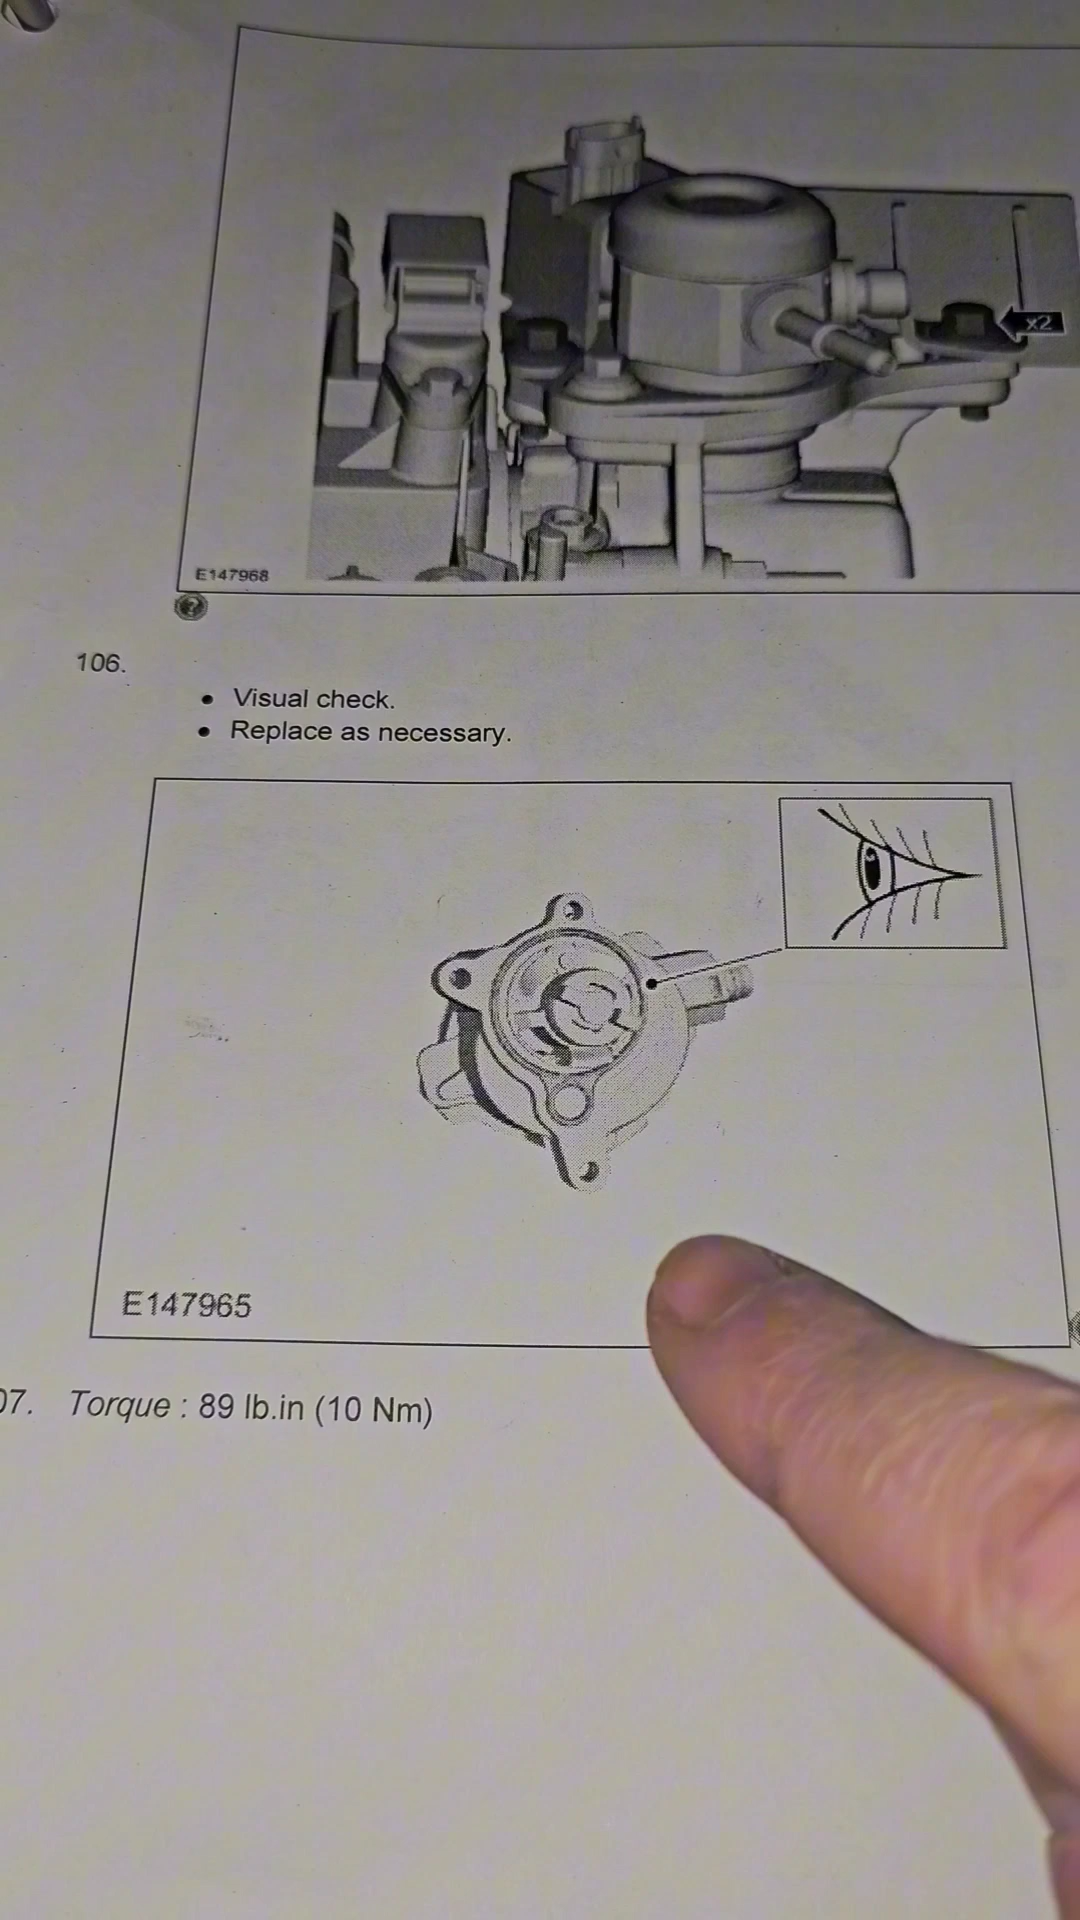 x2
E147968
106.
• Visual check.
• Replace as necessary.
E147965
07. Torque : 89 lb.in (10 Nm)